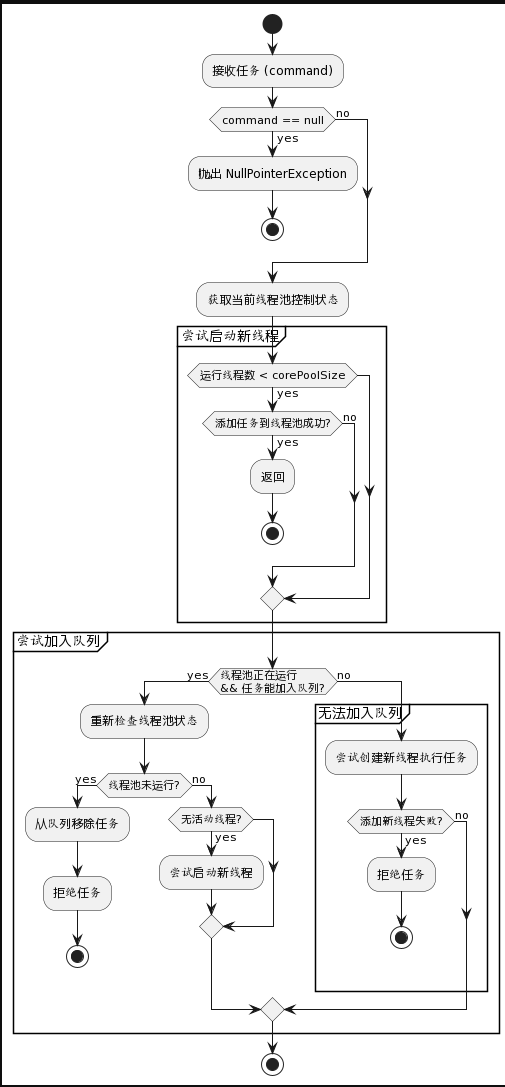 接收任务 (command)
command == null
no
yes
抛出 NullPointerException
获取当前线程池控制状态
尝试启动新线程
运行线程数 < corePoolSize
yes
添加任务到线程池成功?
no
yes
返回
尝试加入队列
yes
线程池正在运行
&& 任务能加入队列?
no
重新检查线程池状态
无法加入队列
尝试创建新线程执行任务
yes
线程池未运行?
no
从队列移除任务
无活动线程?
添加新线程失败?
no
yes
yes
尝试启动新线程
拒绝任务
拒绝任务